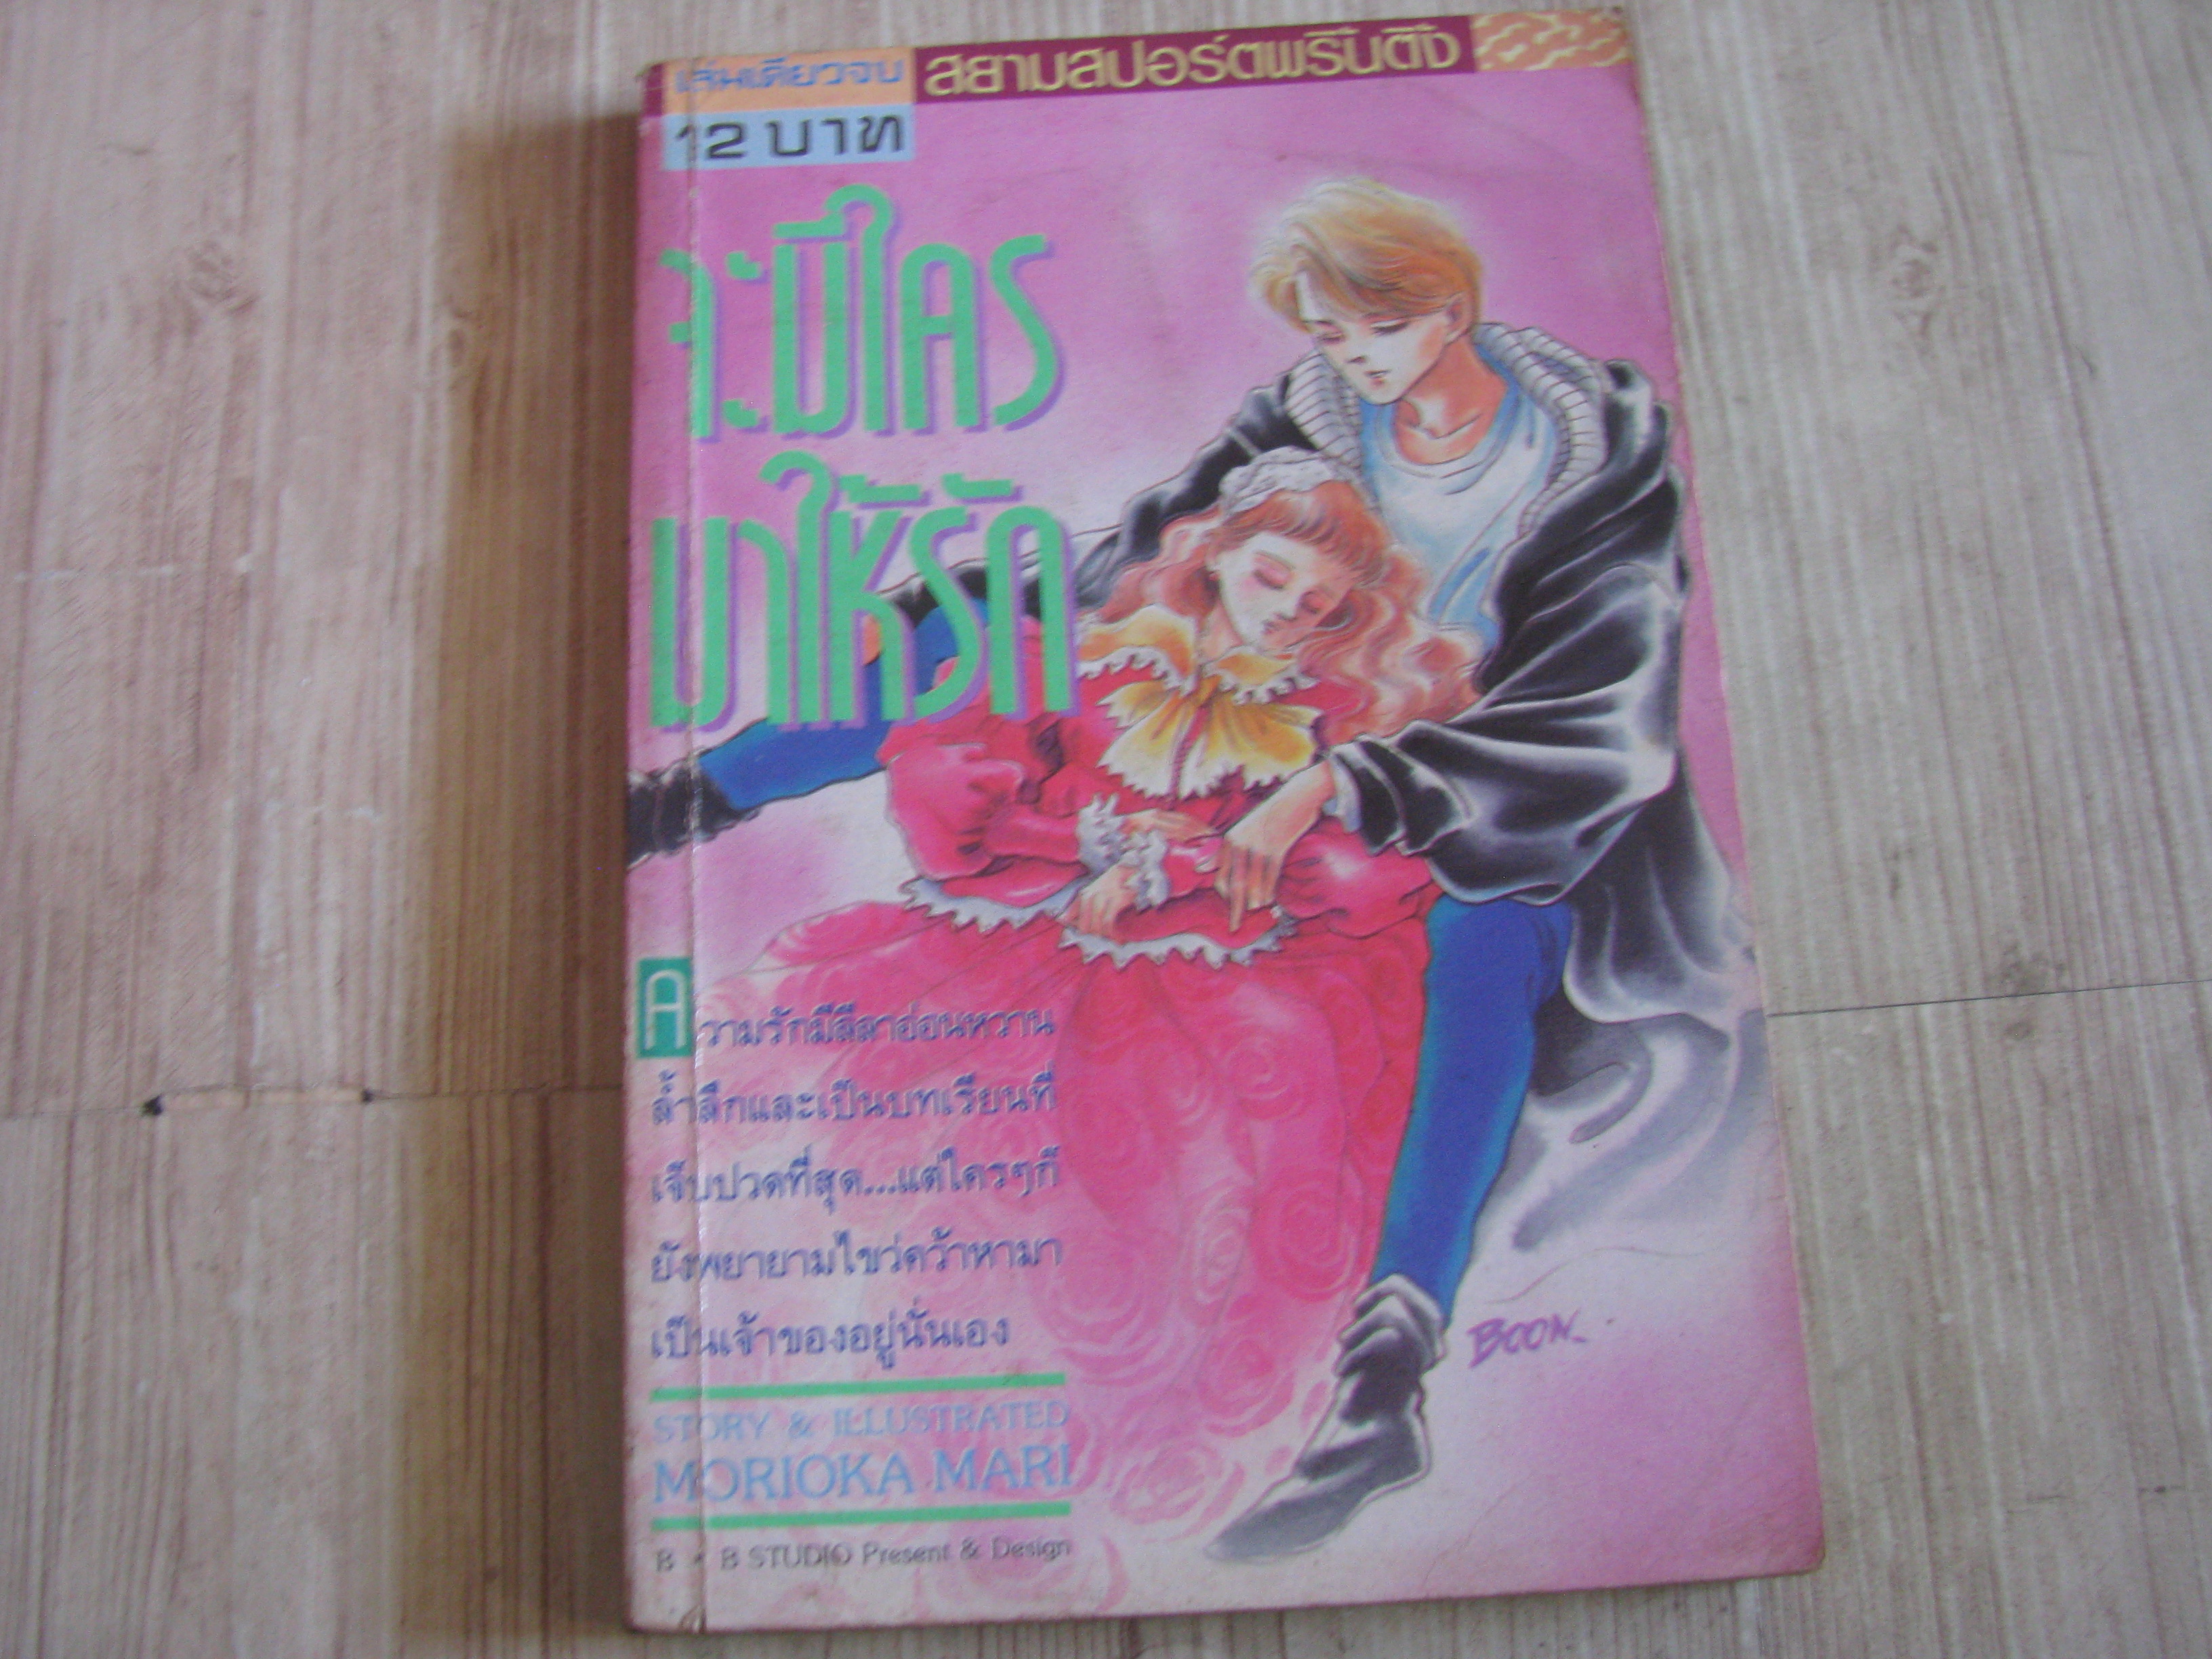 เล่มเดียวจบ
สยามสปอร์ตพริ้นติ้ง
12 บาท
จะมีใคร
มาให้รัก
ความรักมีลีลาอ่อนหวาน
ล้ำลึกและเป็นบทเรียนที่
เจ็บปวดที่สุด...แต่ใครๆก็
ยังพยายามไขว่คว้าหามา
เป็นเจ้าของอยู่นั่นเอง
BOON.
STORY & ILLUSTRATED
MORIOKA MARI
B & B STUDIO Present & Design